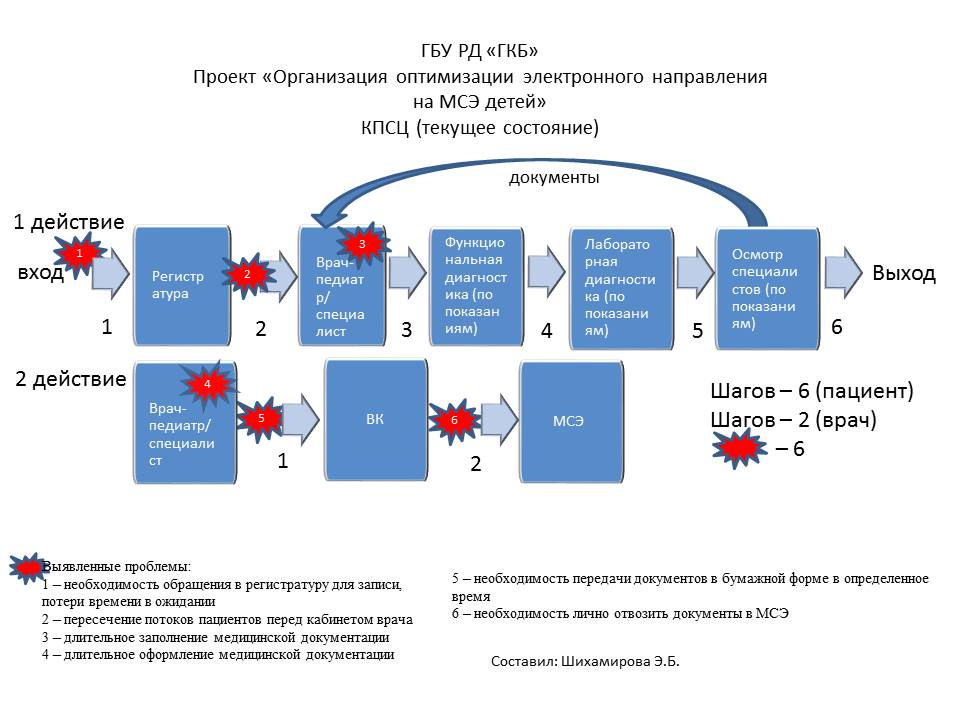 ГБУ РД «ГКБ»
Проект «Организация оптимизации электронного направления
на МСЭ детей»
КПСЦ (текущее состояние)
документы
1 действие
вход
1
Регистр
атура
2
Врач-
педиат
р/
специа
лист
3
Функцио
нальная
диагност
ика (по
показан
иям)
Лаборато
рная
диагности
ка (по
показани
ям)
Осмотр
специали
стов (по
показани
ям)
Выход
1
2
3
4
5
6
2 действие
Врач-
педиатр/
специали
ст
4
5
ВК
6
МСЭ
1
2
Шагов – 6 (пациент)
Шагов – 2 (врач)
– 6
Выявленные проблемы:
1 – необходимость обращения в регистратуру для записи,
потери времени в ожидании
2 – пересечение потоков пациентов перед кабинетом врача
3 – длительное заполнение медицинской документации
4 – длительное оформление медицинской документации
5 – необходимость передачи документов в бумажной форме в определенное
время
6 – необходимость лично отвозить документы в МСЭ
Составил: Шихамирова Э.Б.